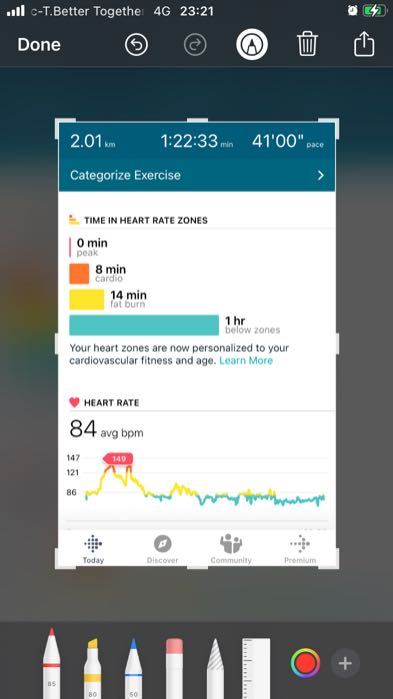 :-T.Better Together 4G 23:21
Done
2.01 km 1:22:33 min 41'00" pace
Categorize Exercise
TIME IN HEART RATE ZONES
0 min
peak
8 min
cardio
14 min
fat burn
1 hr
below zones
Your heart zones are now personalized to your
cardiovascular fitness and age. Learn More
HEART RATE
84 avg bpm
147
149
121
86
Today Discover Community Premium
85 80 50